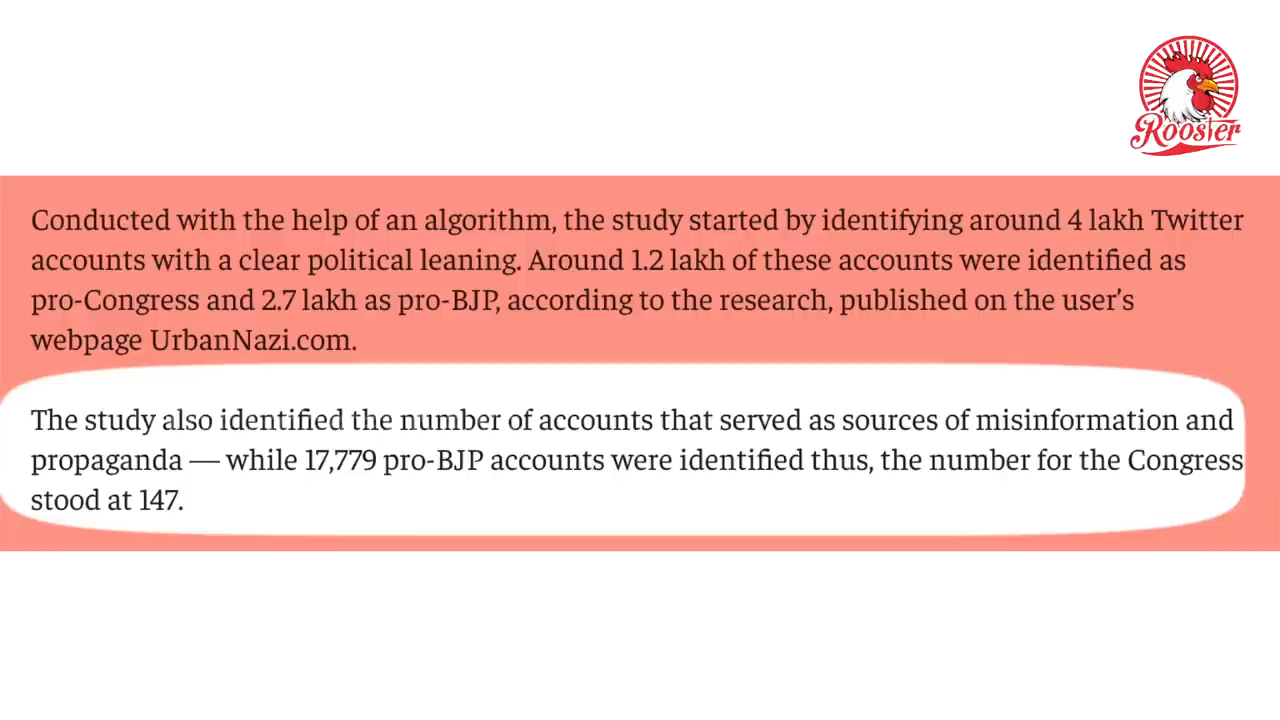 Rooster
Conducted with the help of an algorithm, the study started by identifying around 4 lakh Twitter
accounts with a clear political leaning. Around 1.2 lakh of these accounts were identified as
pro-Congress and 2.7 lakh as pro-BJP, according to the research, published on the user’s
webpage UrbanNazi.com.
The study also identified the number of accounts that served as sources of misinformation and
propaganda — while 17,779 pro-BJP accounts were identified thus, the number for the Congress
stood at 147.